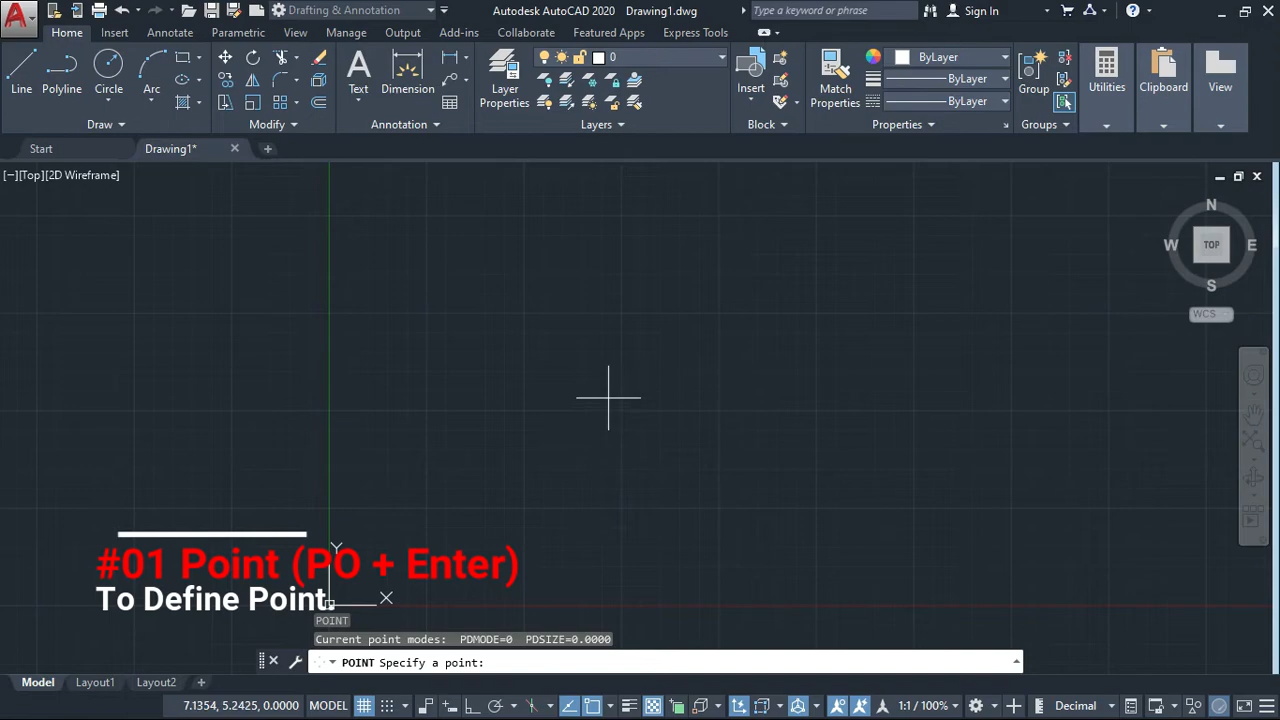 Drafting & Annotation
Autodesk AutoCAD 2020 Drawing1.dwg
Type a keyword or phrase
Sign In
Home
Insert
Annotate
Parametric
View
Manage
Output
Add-ins
Collaborate
Featured Apps
Express Tools
Line
Polyline
Circle
Arc
Draw
Modify
Text
Dimension
Annotation
Layer
Properties
0
Layers
Insert
Block
Match
Properties
ByLayer
ByLayer
ByLayer
Properties
Group
Groups
Utilities
Clipboard
View
Start
Drawing1*
[−][Top][2D Wireframe]
N
W
TOP
E
S
WCS
#01 Point (PO + Enter)
To Define Point.
Y
X
POINT
Current point modes: PDMODE=0 PDSIZE=0.0000
POINT Specify a point:
Model
Layout1
Layout2
7.1354, 5.2425, 0.0000
MODEL
1:1 / 100%
Decimal